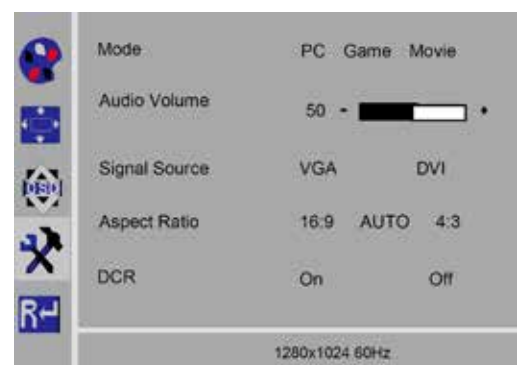 Mode PC Game Movie
Audio Volume 50 - +
Signal Source VGA DVI
OSD
Aspect Ratio 16:9 AUTO 4:3
DCR On Off
R
1280x1024 60Hz